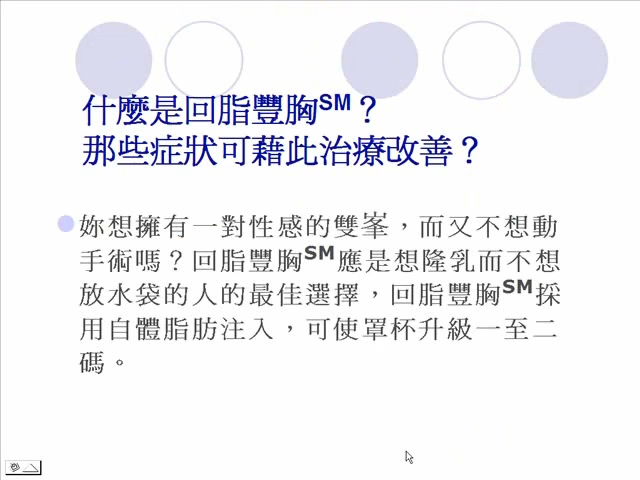 什麼是回脂豐胸SM？
那些症狀可藉此治療改善？
妳想擁有一對性感的雙峯，而又不想動
手術嗎？回脂豐胸SM應是想隆乳而不想
放水袋的人的最佳選擇，回脂豐胸SM採
用自體脂肪注入，可使罩杯升級一至二
碼。